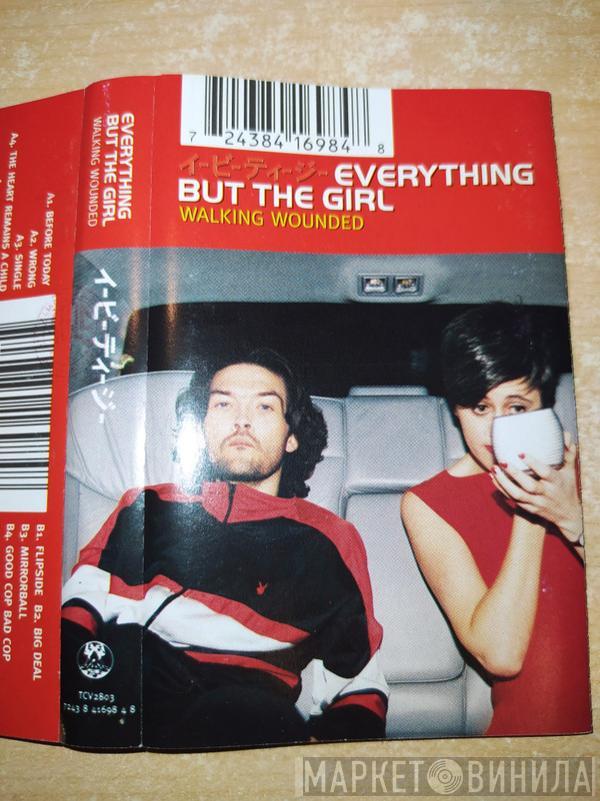 7 24384 16984 8
イービーティージー EVERYTHING
BUT THE GIRL
WALKING WOUNDED
EVERYTHING
BUT THE GIRL
WALKING WOUNDED
イービーティージー
TCV2803
7243 8 41698 4 8
A1. BEFORE TODAY
A2. WRONG
A3. SINGLE
A4. THE HEART REMAINS A CHILD
B1. FLIPSIDE B2. BIG DEAL
B3. MIRRORBALL
B4. GOOD COP BAD COP
МАРКЕТ ВИНИЛА